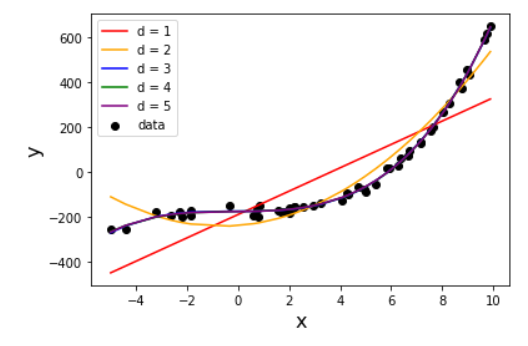 d = 1
d = 2
d = 3
d = 4
d = 5
data
600
400
200
0
−200
−400
y
−4 −2 0 2 4 6 8 10
x